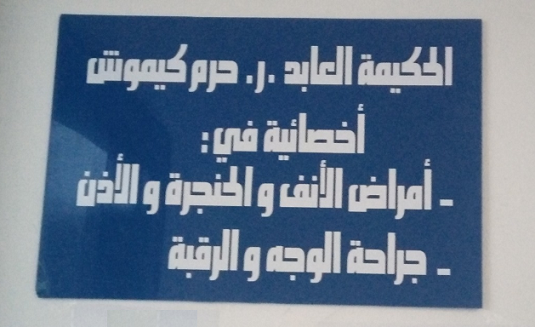 الحكيمة العابد .ر. حرم كيموش
أخصائية في :
- أمراض الأنف و الحنجرة و الأذن
- جراحة الوجه و الرقبة